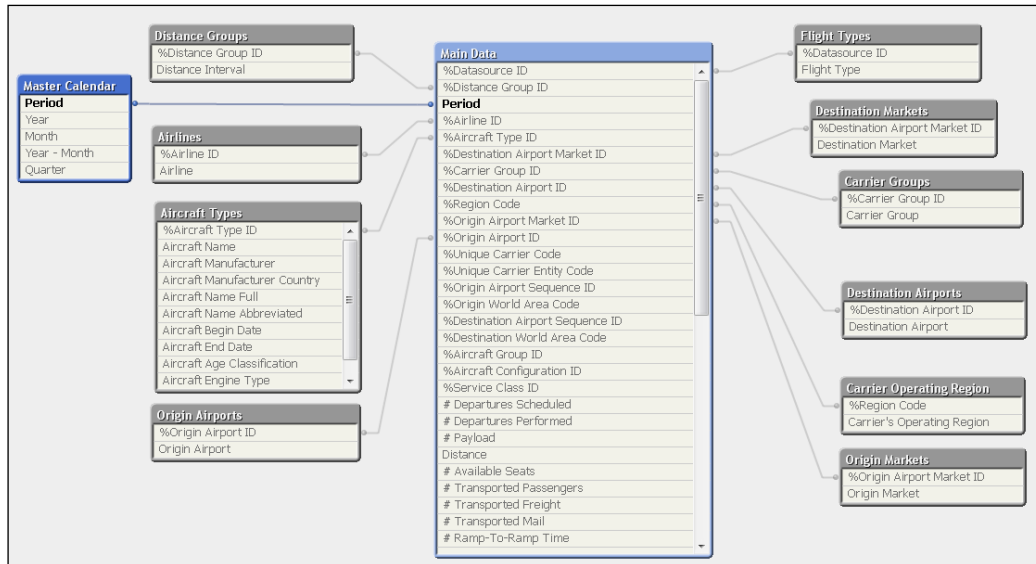 Distance Groups
%Distance Group ID
Distance Interval
Master Calendar
Period
Year
Month
Year - Month
Quarter
Airlines
%Airline ID
Airline
Aircraft Types
%Aircraft Type ID
Aircraft Name
Aircraft Manufacturer
Aircraft Manufacturer Country
Aircraft Name Full
Aircraft Name Abbreviated
Aircraft Begin Date
Aircraft End Date
Aircraft Age Classification
Aircraft Engine Type
Origin Airports
%Origin Airport ID
Origin Airport
Main Data
%Datasource ID
%Distance Group ID
Period
%Airline ID
%Aircraft Type ID
%Destination Airport Market ID
%Carrier Group ID
%Destination Airport ID
%Region Code
%Origin Airport Market ID
%Origin Airport ID
%Unique Carrier Code
%Unique Carrier Entity Code
%Origin Airport Sequence ID
%Origin World Area Code
%Destination Airport Sequence ID
%Destination World Area Code
%Aircraft Group ID
%Aircraft Configuration ID
%Service Class ID
# Departures Scheduled
# Departures Performed
# Payload
Distance
# Available Seats
# Transported Passengers
# Transported Freight
# Transported Mail
# Ramp-To-Ramp Time
Flight Types
%Datasource ID
Flight Type
Destination Markets
%Destination Airport Market ID
Destination Market
Carrier Groups
%Carrier Group ID
Carrier Group
Destination Airports
%Destination Airport ID
Destination Airport
Carrier Operating Region
%Region Code
Carrier's Operating Region
Origin Markets
%Origin Airport Market ID
Origin Market